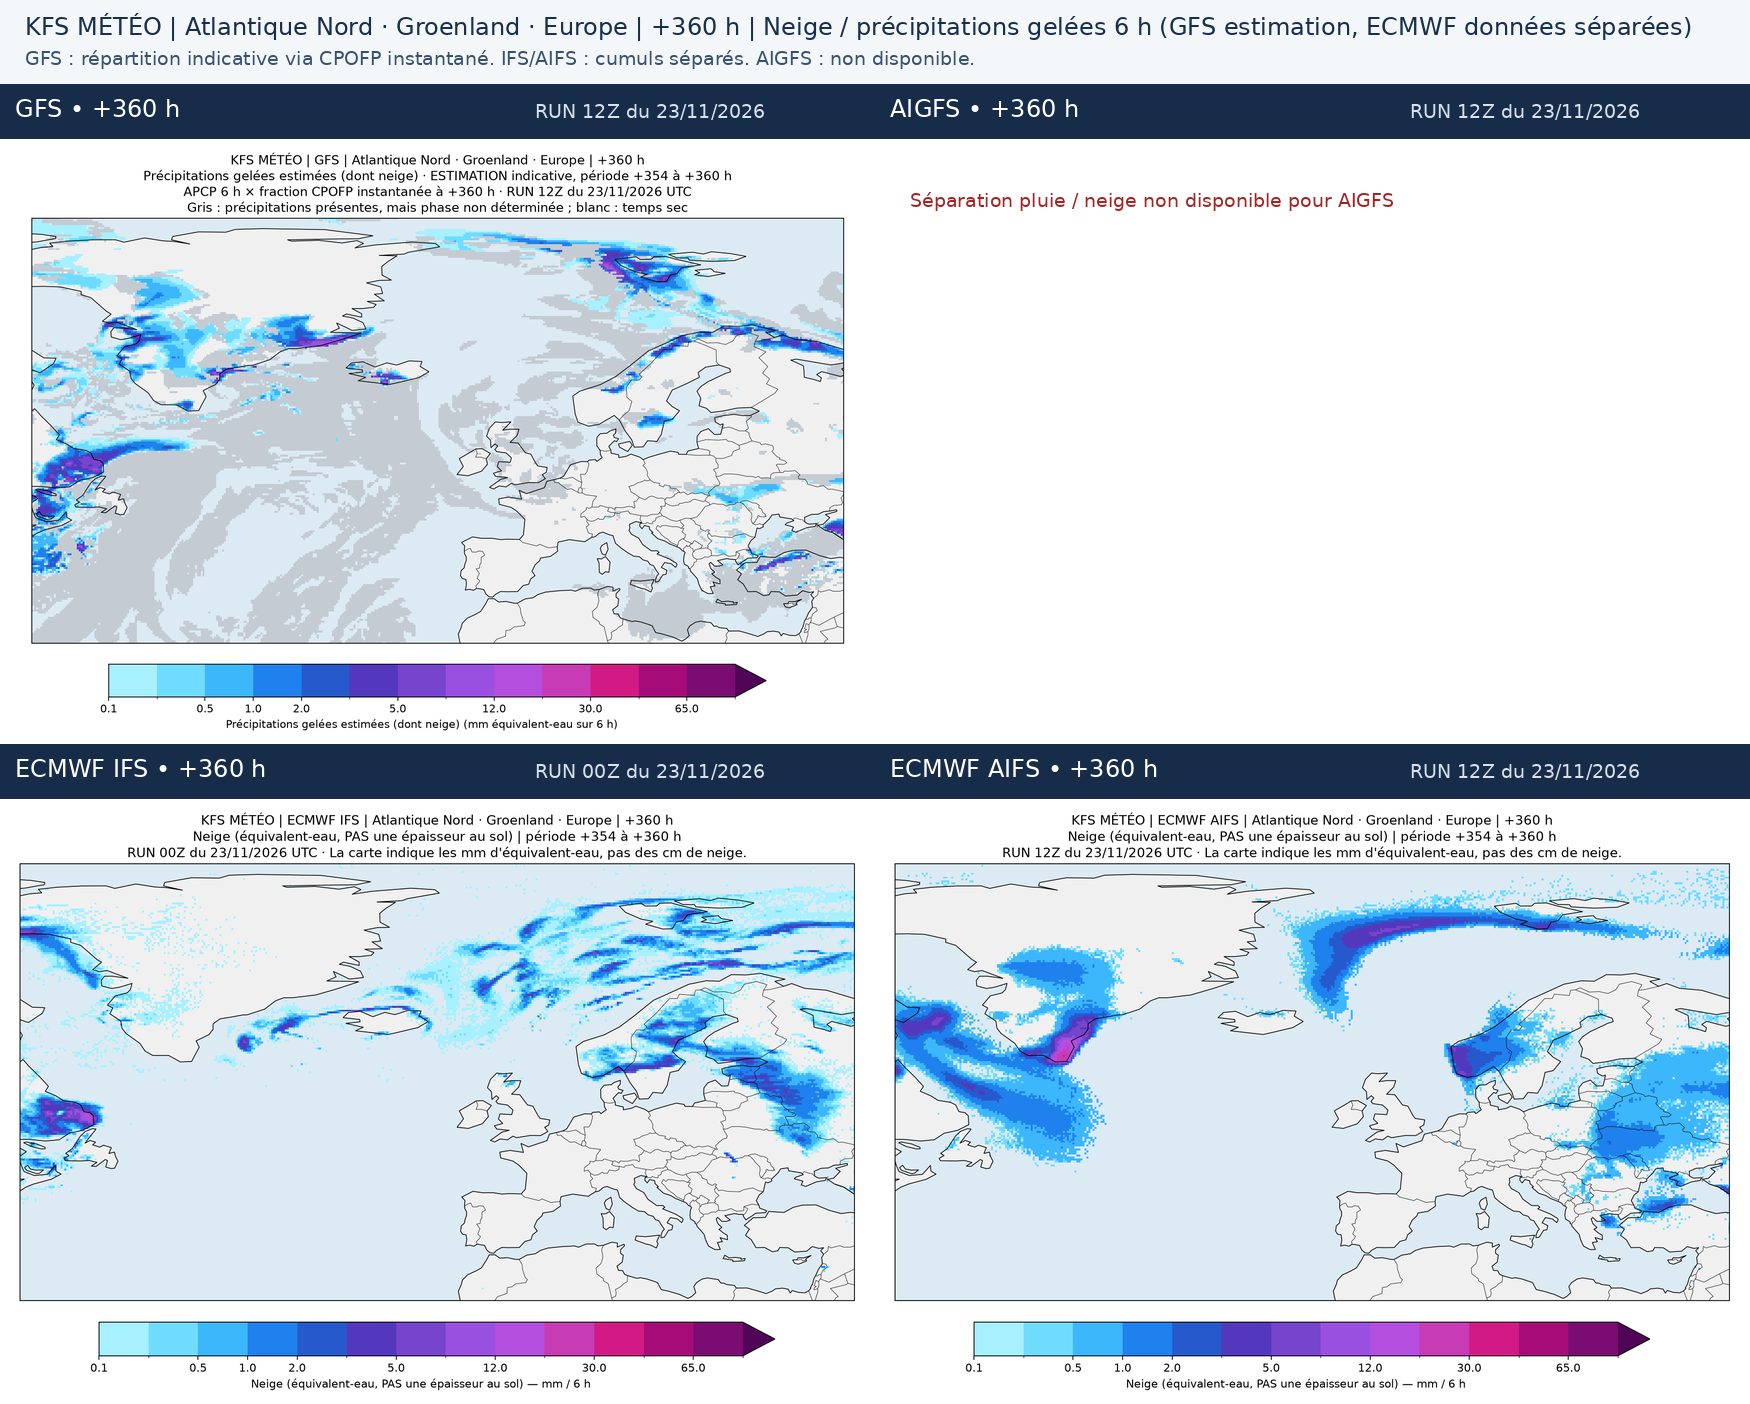 KFS MÉTÉO | Atlantique Nord · Groenland · Europe | +360 h | Neige / précipitations gelées 6 h (GFS estimation, ECMWF données séparées)
GFS : répartition indicative via CPOFP instantané. IFS/AIFS : cumuls séparés. AIGFS : non disponible.
GFS • +360 h
RUN 12Z du 23/11/2026
AIGFS • +360 h
RUN 12Z du 23/11/2026
KFS MÉTÉO | GFS | Atlantique Nord · Groenland · Europe | +360 h
Précipitations gelées estimées (dont neige) · ESTIMATION indicative, période +354 à +360 h
APCP 6 h × fraction CPOFP instantanée à +360 h · RUN 12Z du 23/11/2026 UTC
Gris : précipitations présentes, mais phase non déterminée ; blanc : temps sec
Séparation pluie / neige non disponible pour AIGFS
0.1 0.5 1.0 2.0 5.0 12.0 30.0 65.0
Précipitations gelées estimées (dont neige) (mm équivalent-eau sur 6 h)
ECMWF IFS • +360 h
RUN 00Z du 23/11/2026
ECMWF AIFS • +360 h
RUN 12Z du 23/11/2026
KFS MÉTÉO | ECMWF IFS | Atlantique Nord · Groenland · Europe | +360 h
Neige (équivalent-eau, PAS une épaisseur au sol) | période +354 à +360 h
RUN 00Z du 23/11/2026 UTC · La carte indique les mm d'équivalent-eau, pas des cm de neige.
KFS MÉTÉO | ECMWF AIFS | Atlantique Nord · Groenland · Europe | +360 h
Neige (équivalent-eau, PAS une épaisseur au sol) | période +354 à +360 h
RUN 12Z du 23/11/2026 UTC · La carte indique les mm d'équivalent-eau, pas des cm de neige.
0.1 0.5 1.0 2.0 5.0 12.0 30.0 65.0
Neige (équivalent-eau, PAS une épaisseur au sol) — mm / 6 h
0.1 0.5 1.0 2.0 5.0 12.0 30.0 65.0
Neige (équivalent-eau, PAS une épaisseur au sol) — mm / 6 h